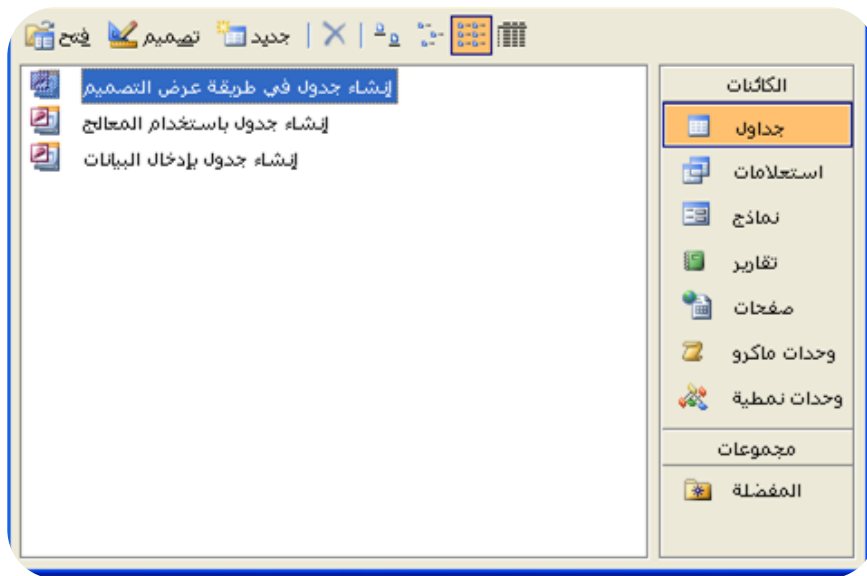 فتح تصميم جديد
الكائنات
جداول
استعلامات
نماذج
تقارير
صفحات
وحدات ماكرو
وحدات نمطية
مجموعات
المفضلة
إنشاء جدول في طريقة عرض التصميم
إنشاء جدول باستخدام المعالج
إنشاء جدول بإدخال البيانات